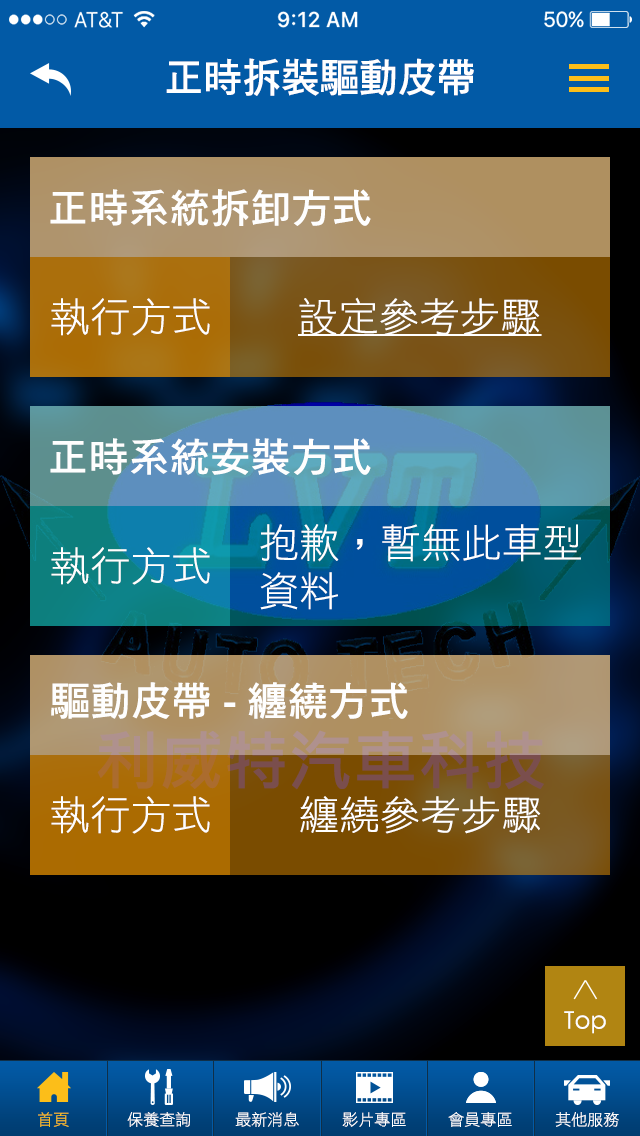 AT&T 9:12 AM 50%
正時拆裝驅動皮帶
正時系統拆卸方式
執行方式 設定參考步驟
正時系統安裝方式
LVT
執行方式 抱歉，暫無此車型
資料
AUTO TECH
驅動皮帶 - 纏繞方式
利威特汽車科技
執行方式 纏繞參考步驟
Top
首頁 保養查詢 最新消息 影片專區 會員專區 其他服務